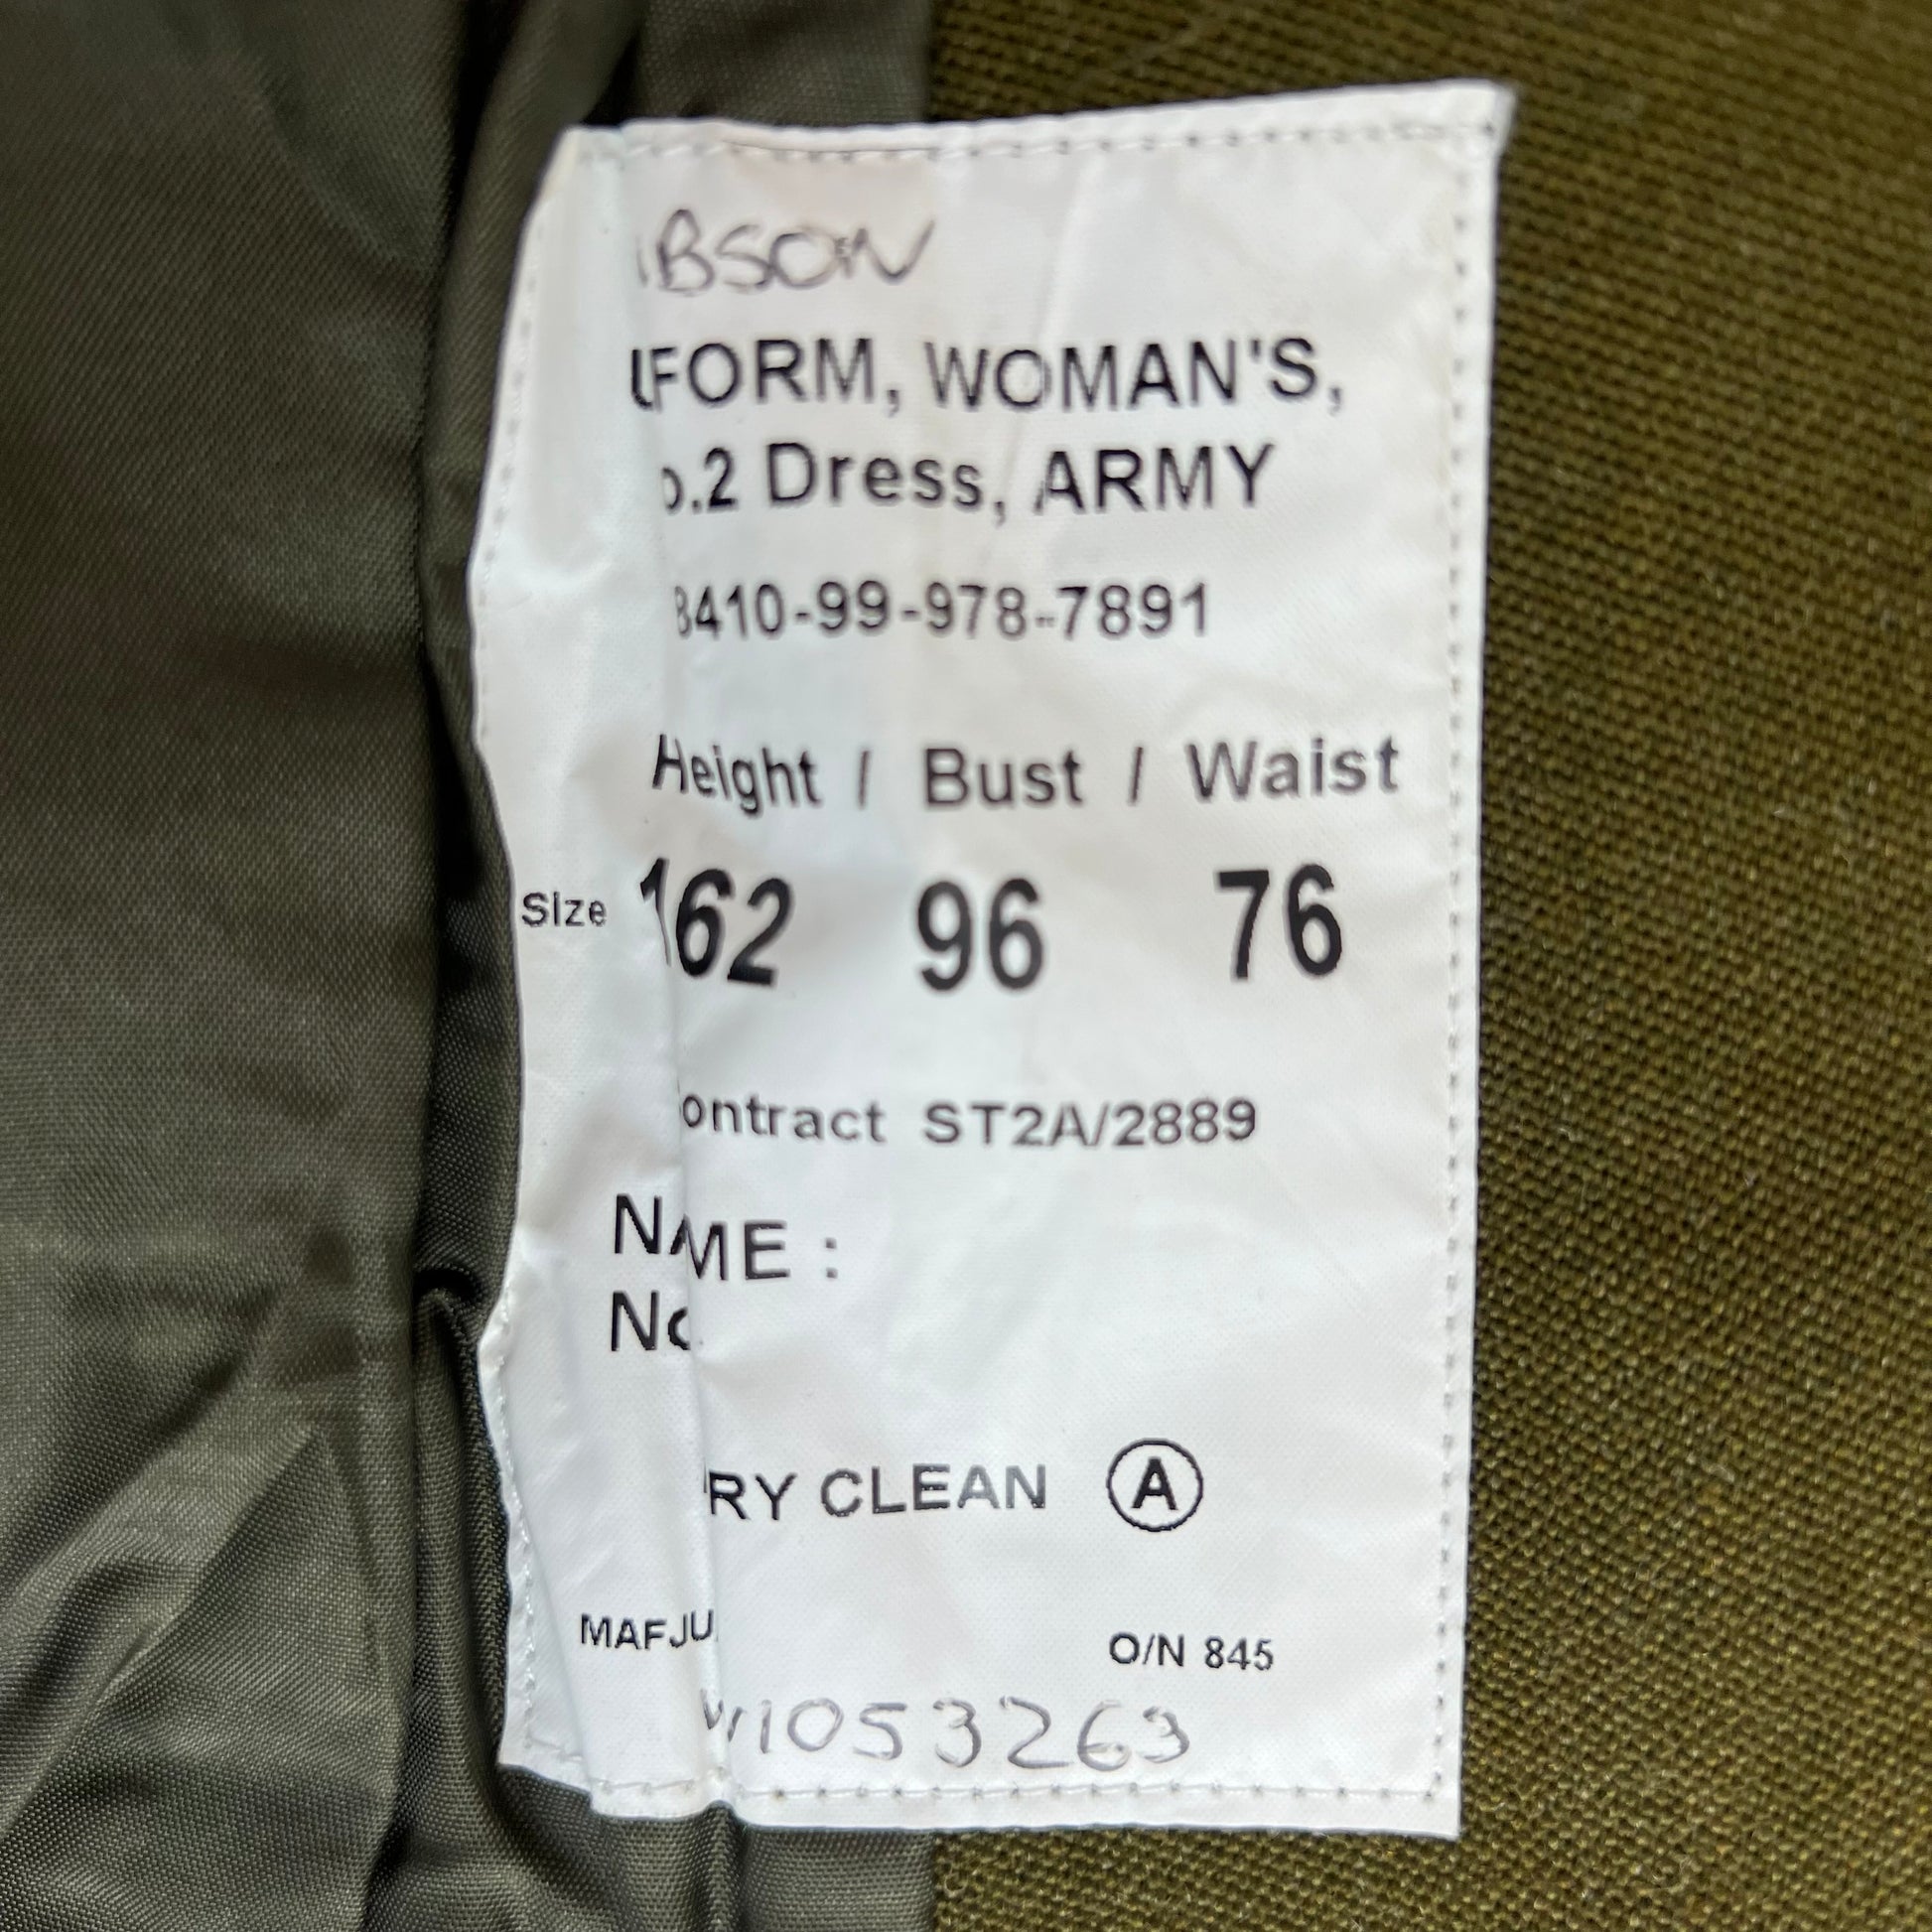 IBSON
FORM, WOMAN'S,
o.2 Dress, ARMY
8410-99-978-7891
Height / Bust / Waist
Size 162 96 76
ontract ST2A/2889
NAME :
No
RY CLEAN A
MAFJU O/N 845
W1053263